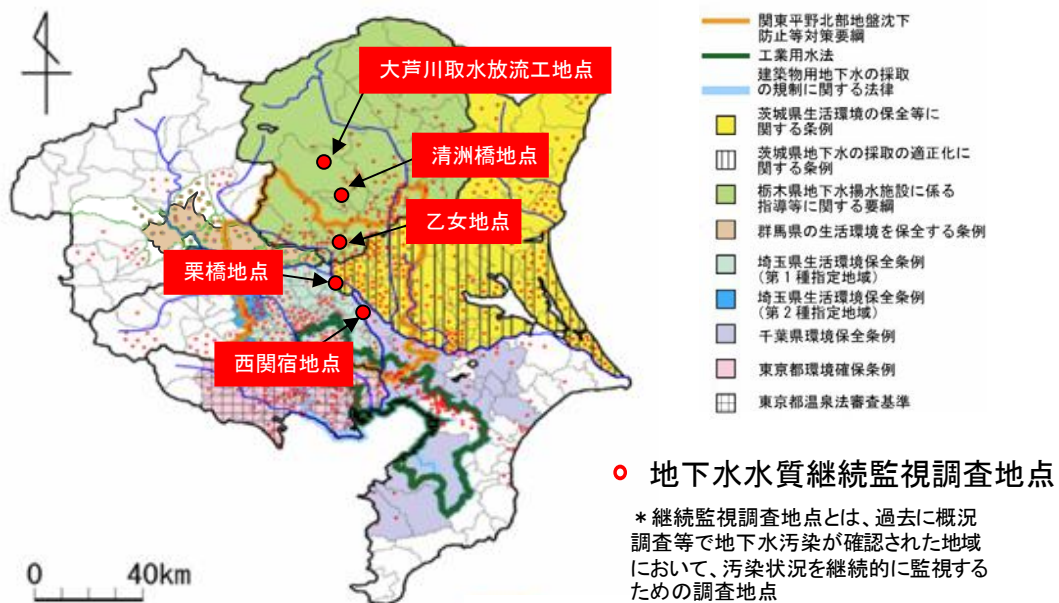 大芦川取水放流工地点
清洲橋地点
乙女地点
栗橋地点
西関宿地点
0 40km
関東平野北部地盤沈下
防止等対策要綱
工業用水法
建築物用地下水の採取
の規制に関する法律
茨城県生活環境の保全等に
関する条例
茨城県地下水の採取の適正化に
関する条例
栃木県地下水揚水施設に係る
指導等に関する要綱
群馬県の生活環境を保全する条例
埼玉県生活環境保全条例
(第1種指定地域)
埼玉県生活環境保全条例
(第2種指定地域)
千葉県環境保全条例
東京都環境確保条例
東京都温泉法審査基準
地下水水質継続監視調査地点
*継続監視調査地点とは、過去に概況
調査等で地下水汚染が確認された地域
において、汚染状況を継続的に監視する
ための調査地点